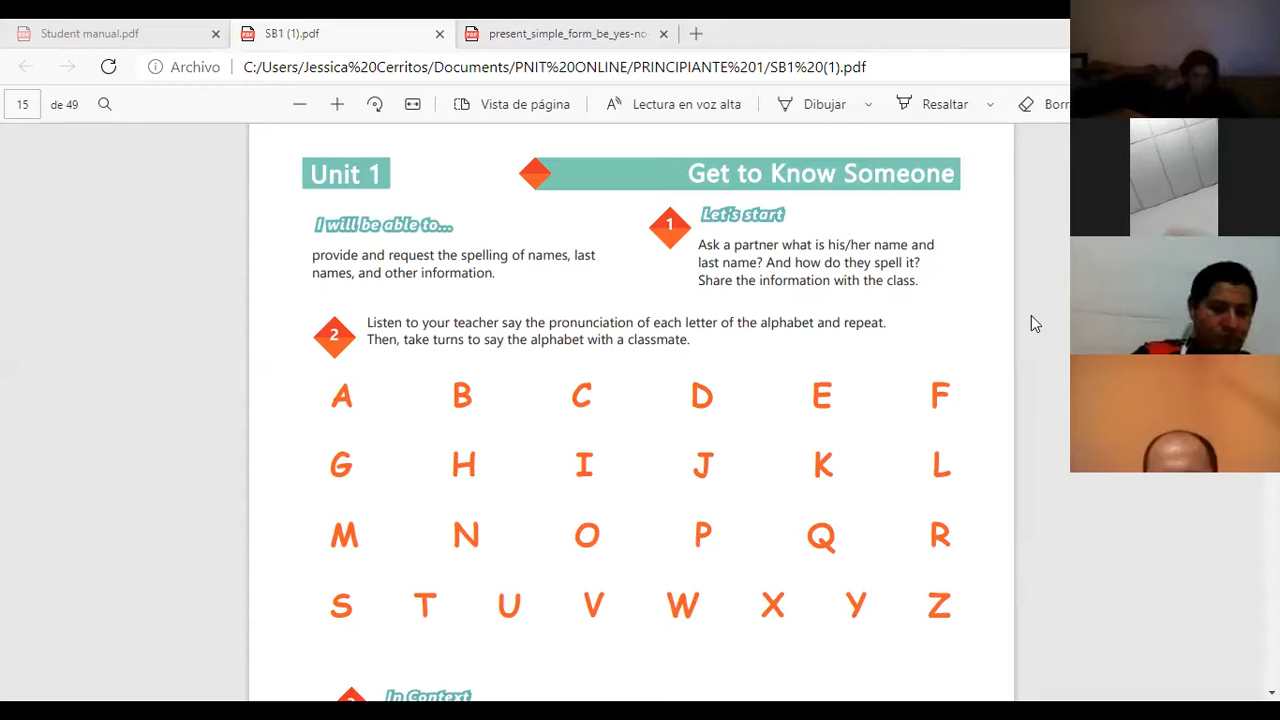 Student manual.pdf
SB1 (1).pdf
present_simple_form_be_yes-no
Archivo
C:/Users/Jessica%20Cerritos/Documents/PNIT%20ONLINE/PRINCIPIANTE%201/SB1%20(1).pdf
15 de 49
Vista de página
Lectura en voz alta
Dibujar
Resaltar
Borr
Unit 1
Get to Know Someone
I will be able to...
provide and request the spelling of names, last
names, and other information.
1
Let's start
Ask a partner what is his/her name and
last name? And how do they spell it?
Share the information with the class.
2
Listen to your teacher say the pronunciation of each letter of the alphabet and repeat.
Then, take turns to say the alphabet with a classmate.
A B C D E F
G H I J K L
M N O P Q R
S T U V W X Y Z
In Context